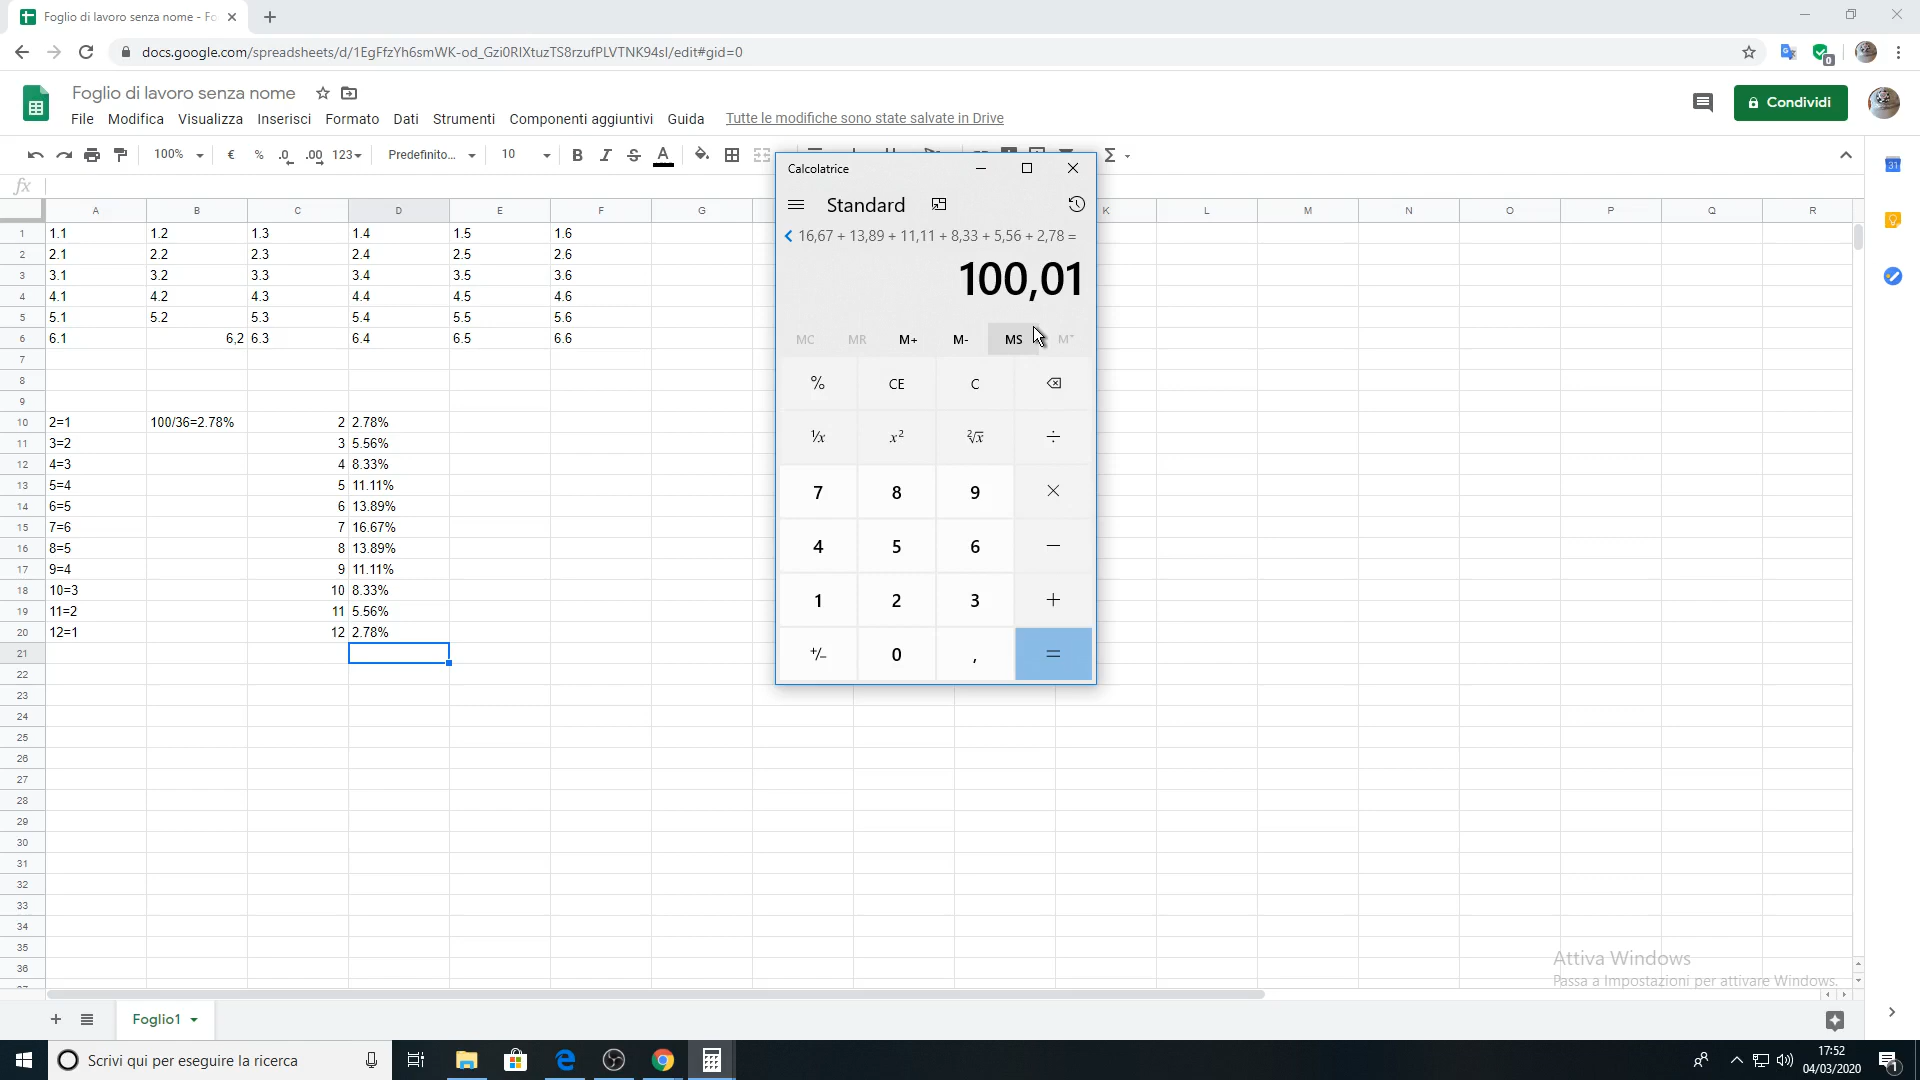 Foglio di lavoro senza nome - Fo
docs.google.com/spreadsheets/d/1EgFfzYh6smWK-od_Gzi0RIXtuzTS8rzufPLVTNK94sI/edit#gid=0
0
Foglio di lavoro senza nome
File Modifica Visualizza Inserisci Formato Dati Strumenti Componenti aggiuntivi Guida Tutte le modifiche sono state salvate in Drive
Condividi
100% € % .0 .00 123 Predefinito... 10 B I S A Σ
fx
Calcolatrice
Standard
16,67 + 13,89 + 11,11 + 8,33 + 5,56 + 2,78 =
100,01
MC MR M+ M- MS M˅
% CE C
¹/x x² ²√x ÷
7 8 9 ×
4 5 6 −
1 2 3 +
+/− 0 , =
A B C D E F G K L M N O P Q R
1 1.1 1.2 1.3 1.4 1.5 1.6
2 2.1 2.2 2.3 2.4 2.5 2.6
3 3.1 3.2 3.3 3.4 3.5 3.6
4 4.1 4.2 4.3 4.4 4.5 4.6
5 5.1 5.2 5.3 5.4 5.5 5.6
6 6.1 6,2 6.3 6.4 6.5 6.6
7
8
9
10 2=1 100/36=2.78% 2 2.78%
11 3=2 3 5.56%
12 4=3 4 8.33%
13 5=4 5 11.11%
14 6=5 6 13.89%
15 7=6 7 16.67%
16 8=5 8 13.89%
17 9=4 9 11.11%
18 10=3 10 8.33%
19 11=2 11 5.56%
20 12=1 12 2.78%
21
22
23
24
25
26
27
28
29
30
31
32
33
34
35
36
31
Attiva Windows
Passa a Impostazioni per attivare Windows.
Foglio1
Scrivi qui per eseguire la ricerca
17:52
04/03/2020
1